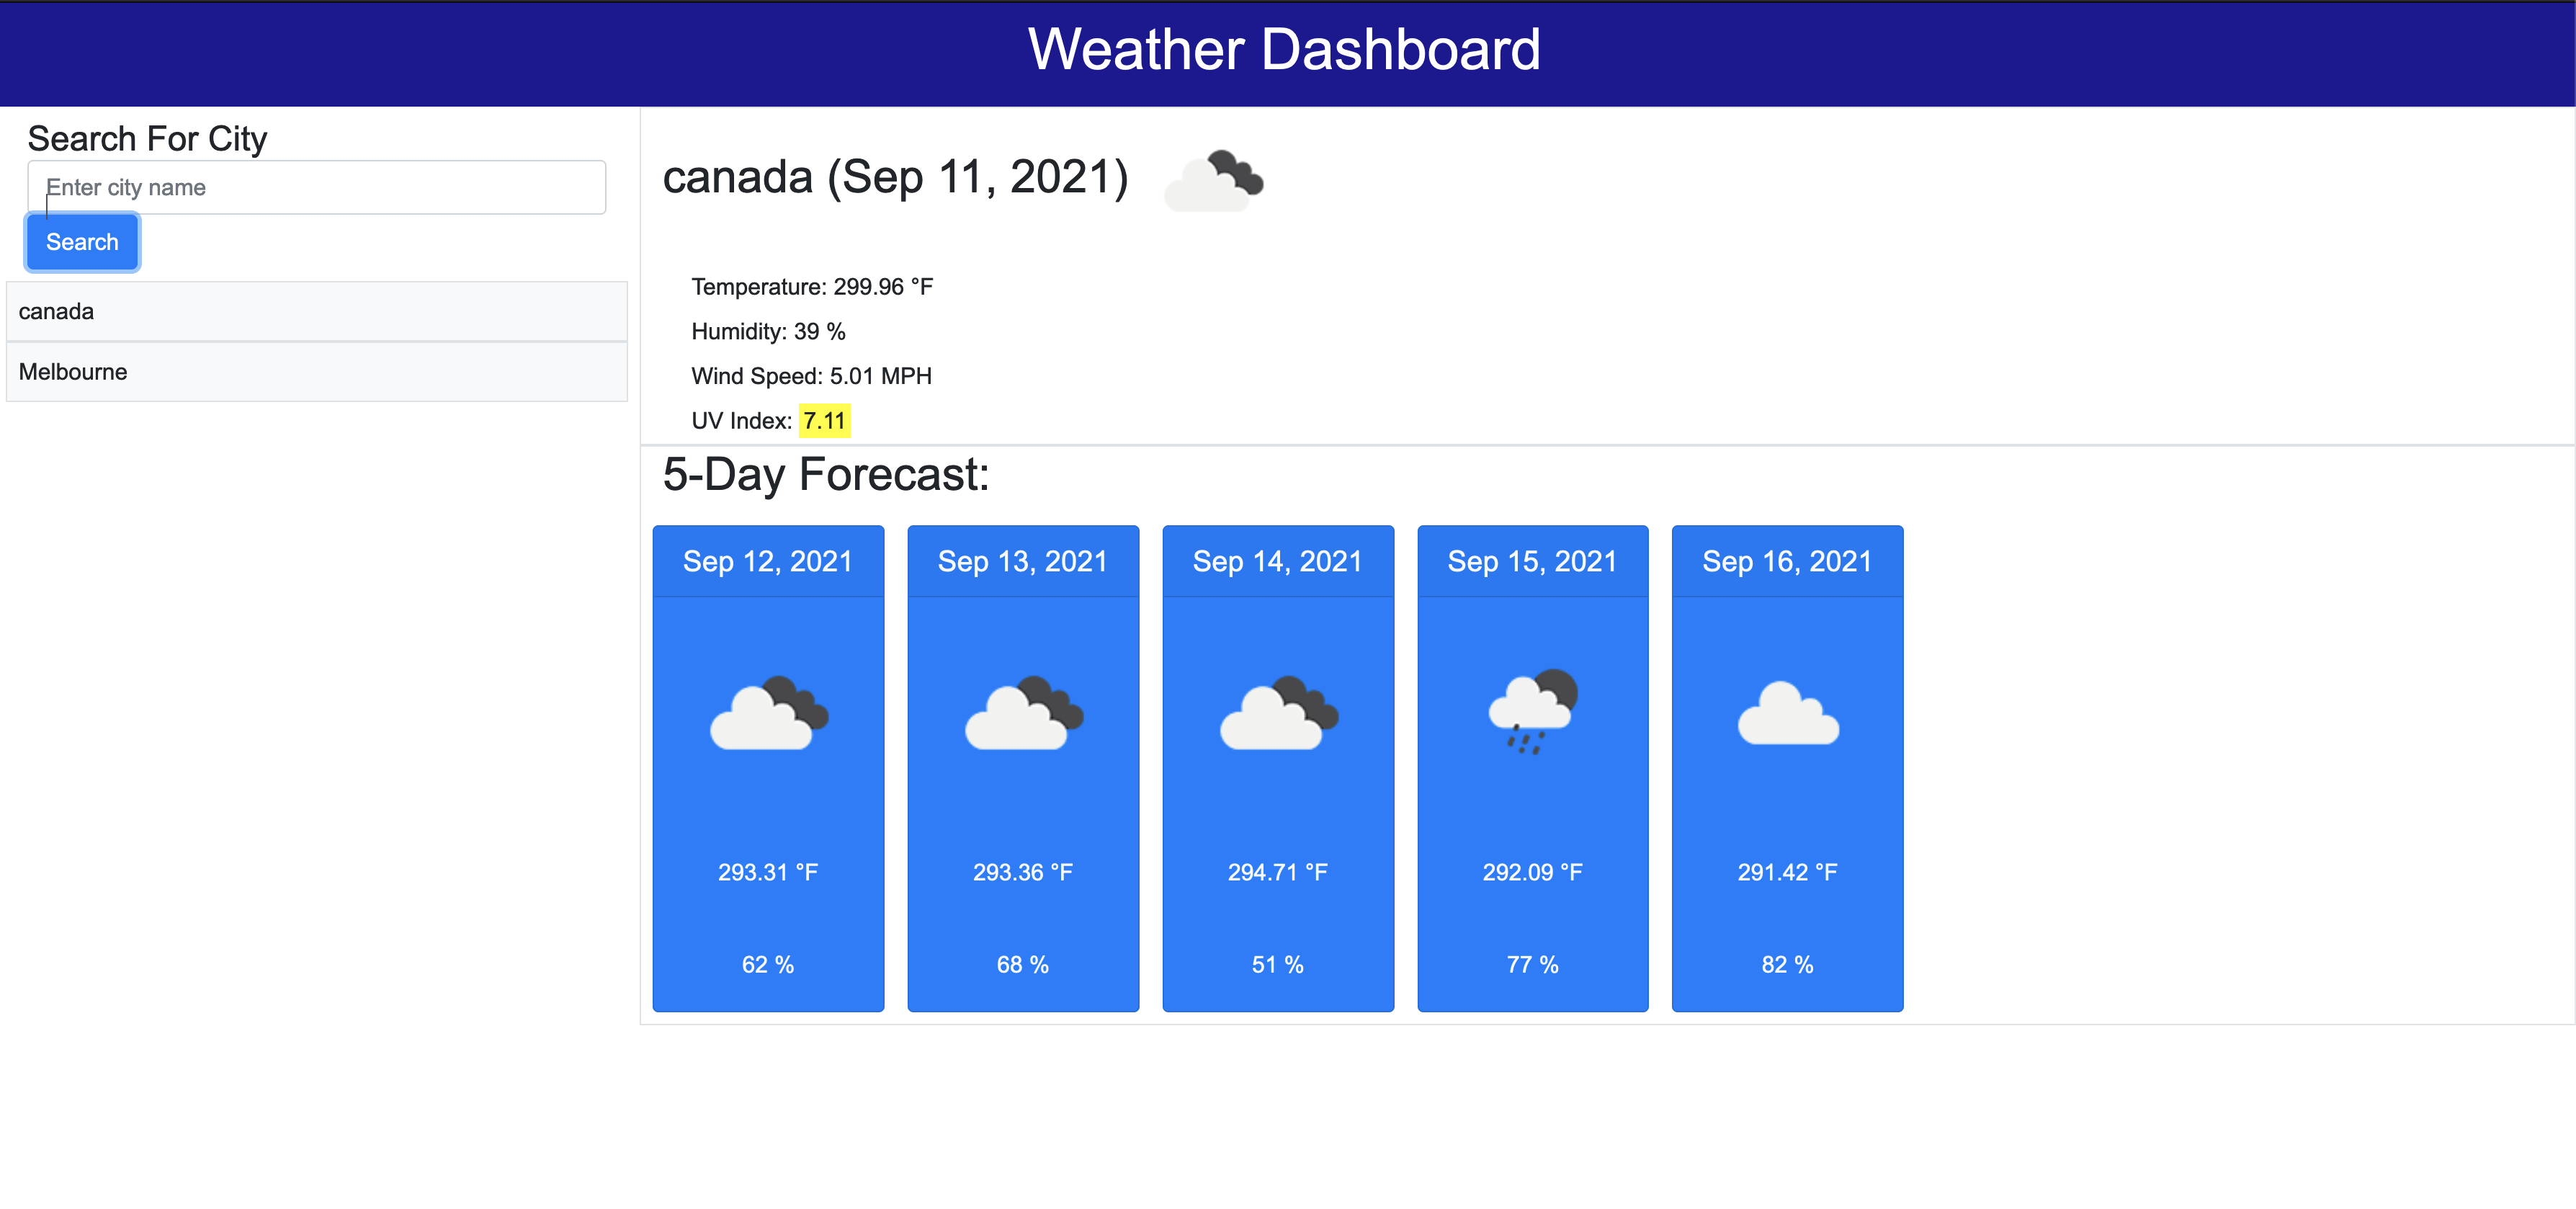 Weather Dashboard
Search For City
Enter city name
Search
canada
Melbourne
canada (Sep 11, 2021)
Temperature: 299.96 °F
Humidity: 39 %
Wind Speed: 5.01 MPH
UV Index: 7.11
5-Day Forecast:
Sep 12, 2021 Sep 13, 2021 Sep 14, 2021 Sep 15, 2021 Sep 16, 2021
293.31 °F 293.36 °F 294.71 °F 292.09 °F 291.42 °F
62 % 68 % 51 % 77 % 82 %